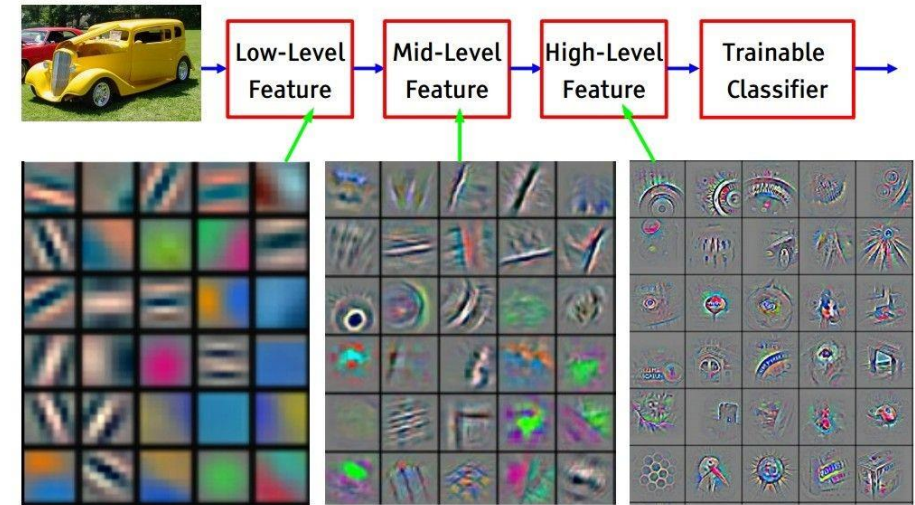 Low-Level
Feature
Mid-Level
Feature
High-Level
Feature
Trainable
Classifier